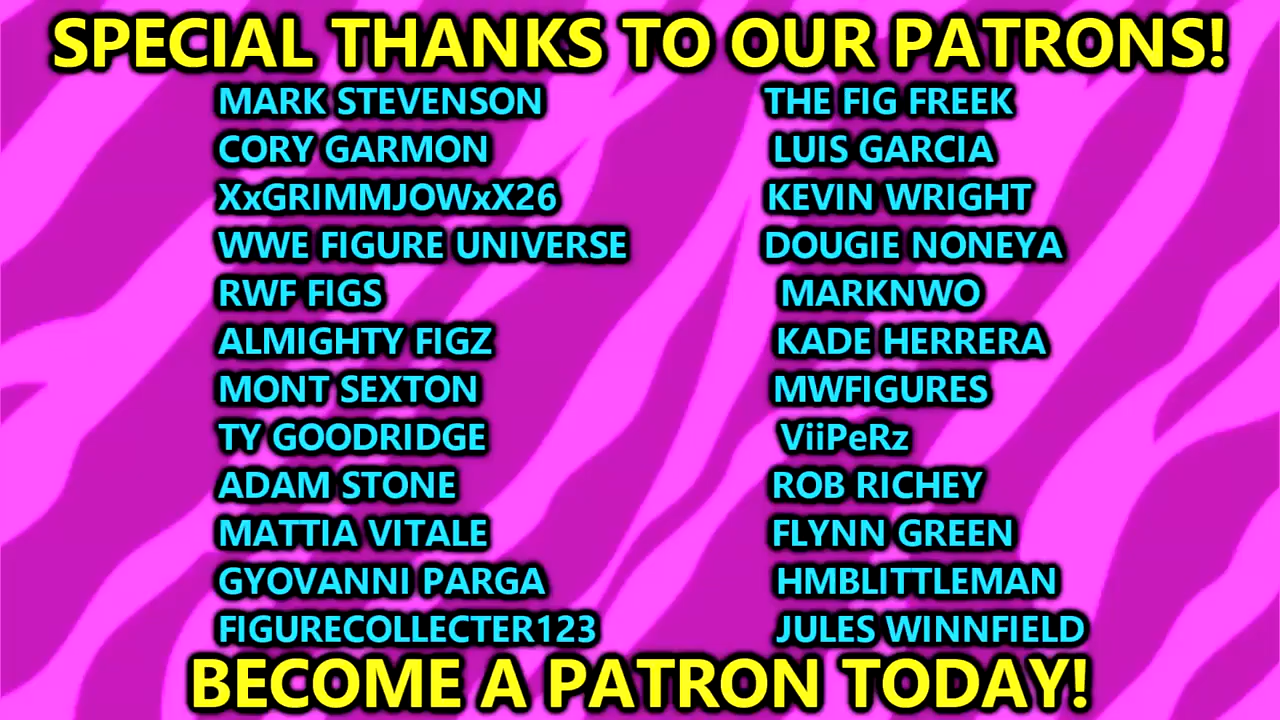 SPECIAL THANKS TO OUR PATRONS!
MARK STEVENSON
CORY GARMON
XxGRIMMJOWxX26
WWE FIGURE UNIVERSE
RWF FIGS
ALMIGHTY FIGZ
MONT SEXTON
TY GOODRIDGE
ADAM STONE
MATTIA VITALE
GYOVANNI PARGA
FIGURECOLLECTER123
THE FIG FREEK
LUIS GARCIA
KEVIN WRIGHT
DOUGIE NONEYA
MARKNWO
KADE HERRERA
MWFIGURES
ViiPeRz
ROB RICHEY
FLYNN GREEN
HMBLITTLEMAN
JULES WINNFIELD
BECOME A PATRON TODAY!